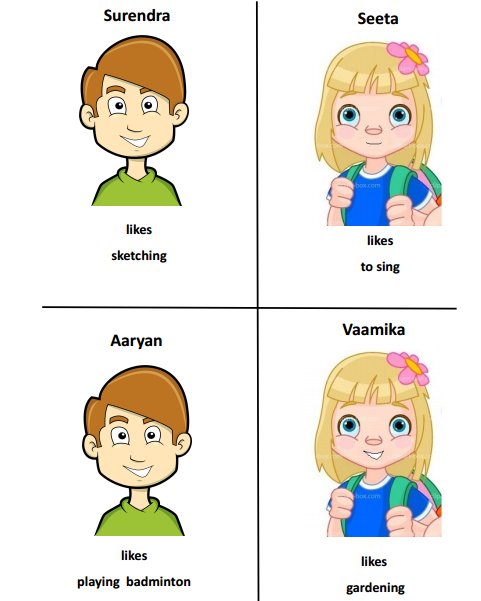 Surendra
likes
sketching
Seeta
likes
to sing
Aaryan
likes
playing badminton
Vaamika
likes
gardening